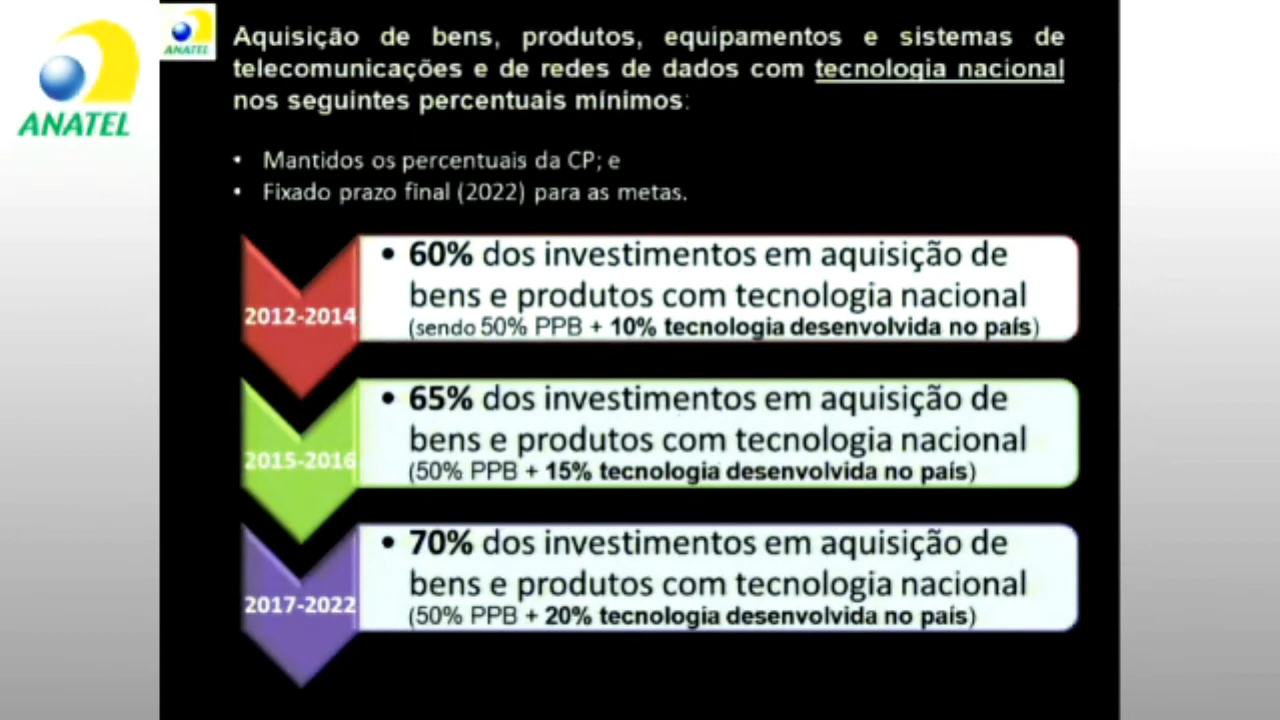 ANATEL
ANATEL
Aquisição de bens, produtos, equipamentos e sistemas de
telecomunicações e de redes de dados com tecnologia nacional
nos seguintes percentuais mínimos:
• Mantidos os percentuais da CP; e
• Fixado prazo final (2022) para as metas.
2012-2014
• 60% dos investimentos em aquisição de
bens e produtos com tecnologia nacional
(sendo 50% PPB + 10% tecnologia desenvolvida no país)
2015-2016
• 65% dos investimentos em aquisição de
bens e produtos com tecnologia nacional
(50% PPB + 15% tecnologia desenvolvida no país)
2017-2022
• 70% dos investimentos em aquisição de
bens e produtos com tecnologia nacional
(50% PPB + 20% tecnologia desenvolvida no país)